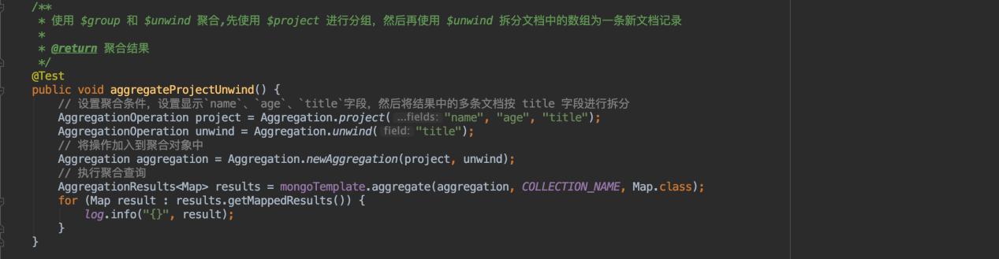 /**
 * 使用 $group 和 $unwind 聚合,先使用 $project 进行分组，然后再使用 $unwind 拆分文档中的数组为一条新文档记录
 *
 * @return 聚合结果
 */
@Test
public void aggregateProjectUnwind() {
    // 设置聚合条件，设置显示`name`、`age`、`title`字段，然后将结果中的多条文档按 title 字段进行拆分
    AggregationOperation project = Aggregation.project( ...fields: "name", "age", "title");
    AggregationOperation unwind = Aggregation.unwind( field: "title");
    // 将操作加入到聚合对象中
    Aggregation aggregation = Aggregation.newAggregation(project, unwind);
    // 执行聚合查询
    AggregationResults<Map> results = mongoTemplate.aggregate(aggregation, COLLECTION_NAME, Map.class);
    for (Map result : results.getMappedResults()) {
        log.info("{}", result);
    }
}